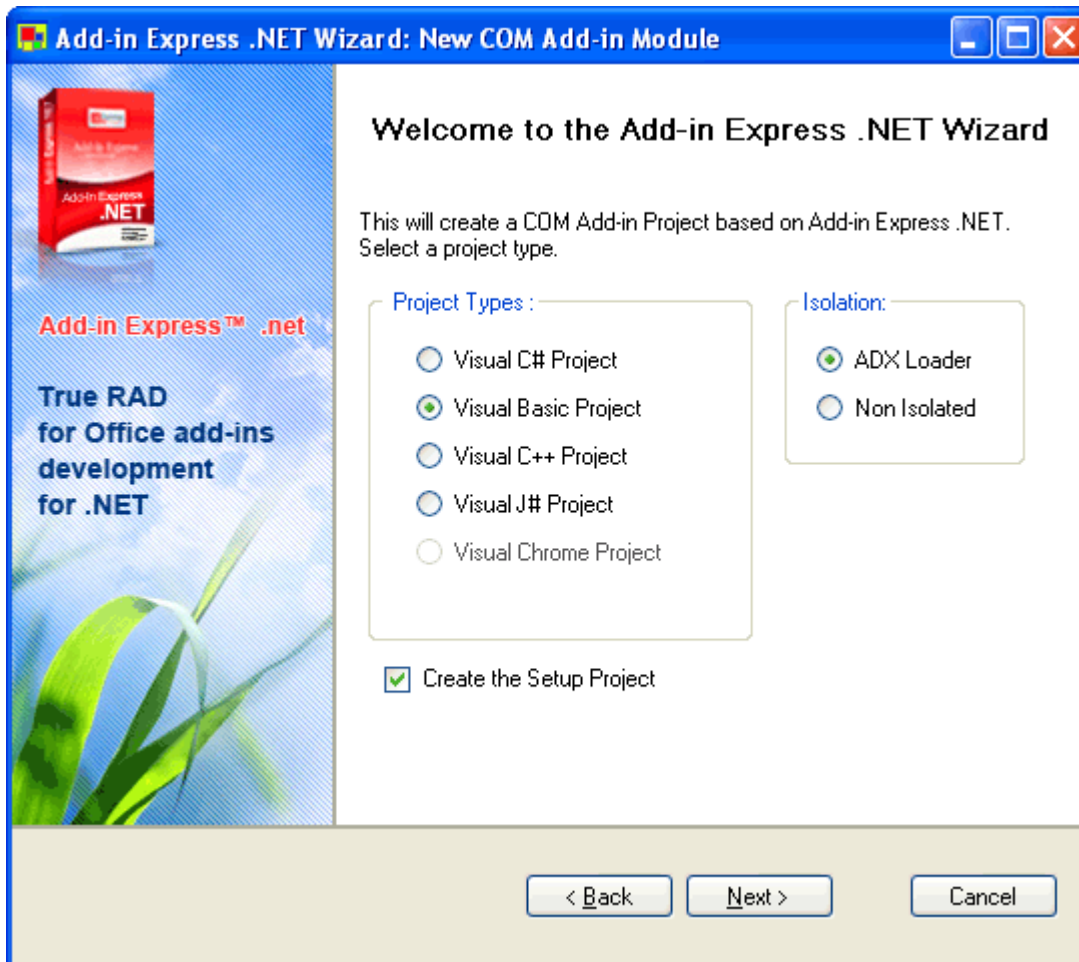 Add-in Express .NET Wizard: New COM Add-in Module
Add-in Express
.NET
Add-in Express™ .net
True RAD
for Office add-ins
development
for .NET
Welcome to the Add-in Express .NET Wizard
This will create a COM Add-in Project based on Add-in Express .NET.
Select a project type.
Project Types :
Visual C# Project
Visual Basic Project
Visual C++ Project
Visual J# Project
Visual Chrome Project
Isolation:
ADX Loader
Non Isolated
Create the Setup Project
< Back
Next >
Cancel